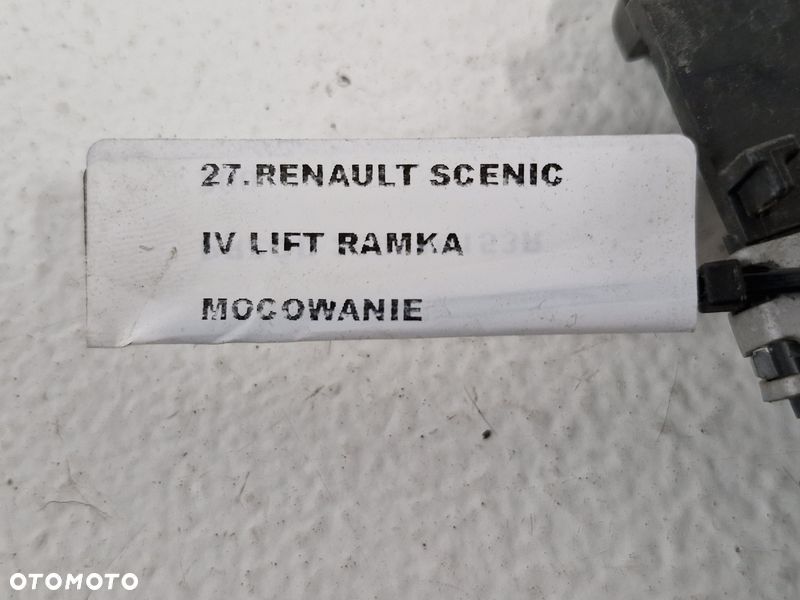 27.RENAULT SCENIC
IV LIFT RAMKA
MOCOWANIE
OTOMOTO